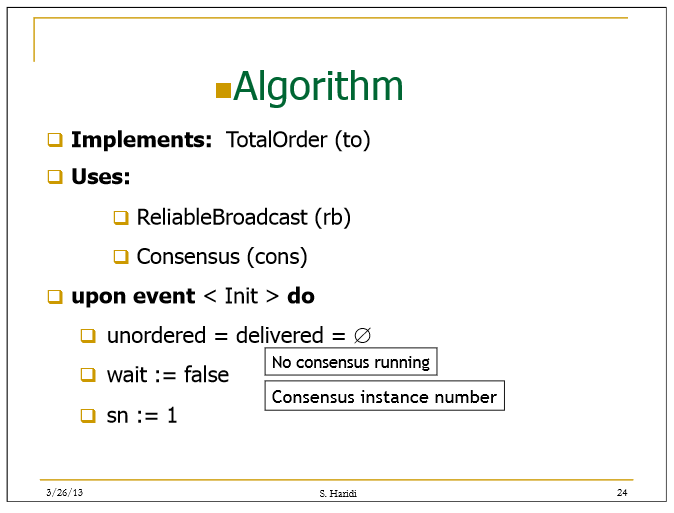 Algorithm
Implements: TotalOrder (to)
Uses:
ReliableBroadcast (rb)
Consensus (cons)
upon event < Init > do
unordered = delivered = ∅
No consensus running
wait := false
Consensus instance number
sn := 1
3/26/13
S. Haridi
24